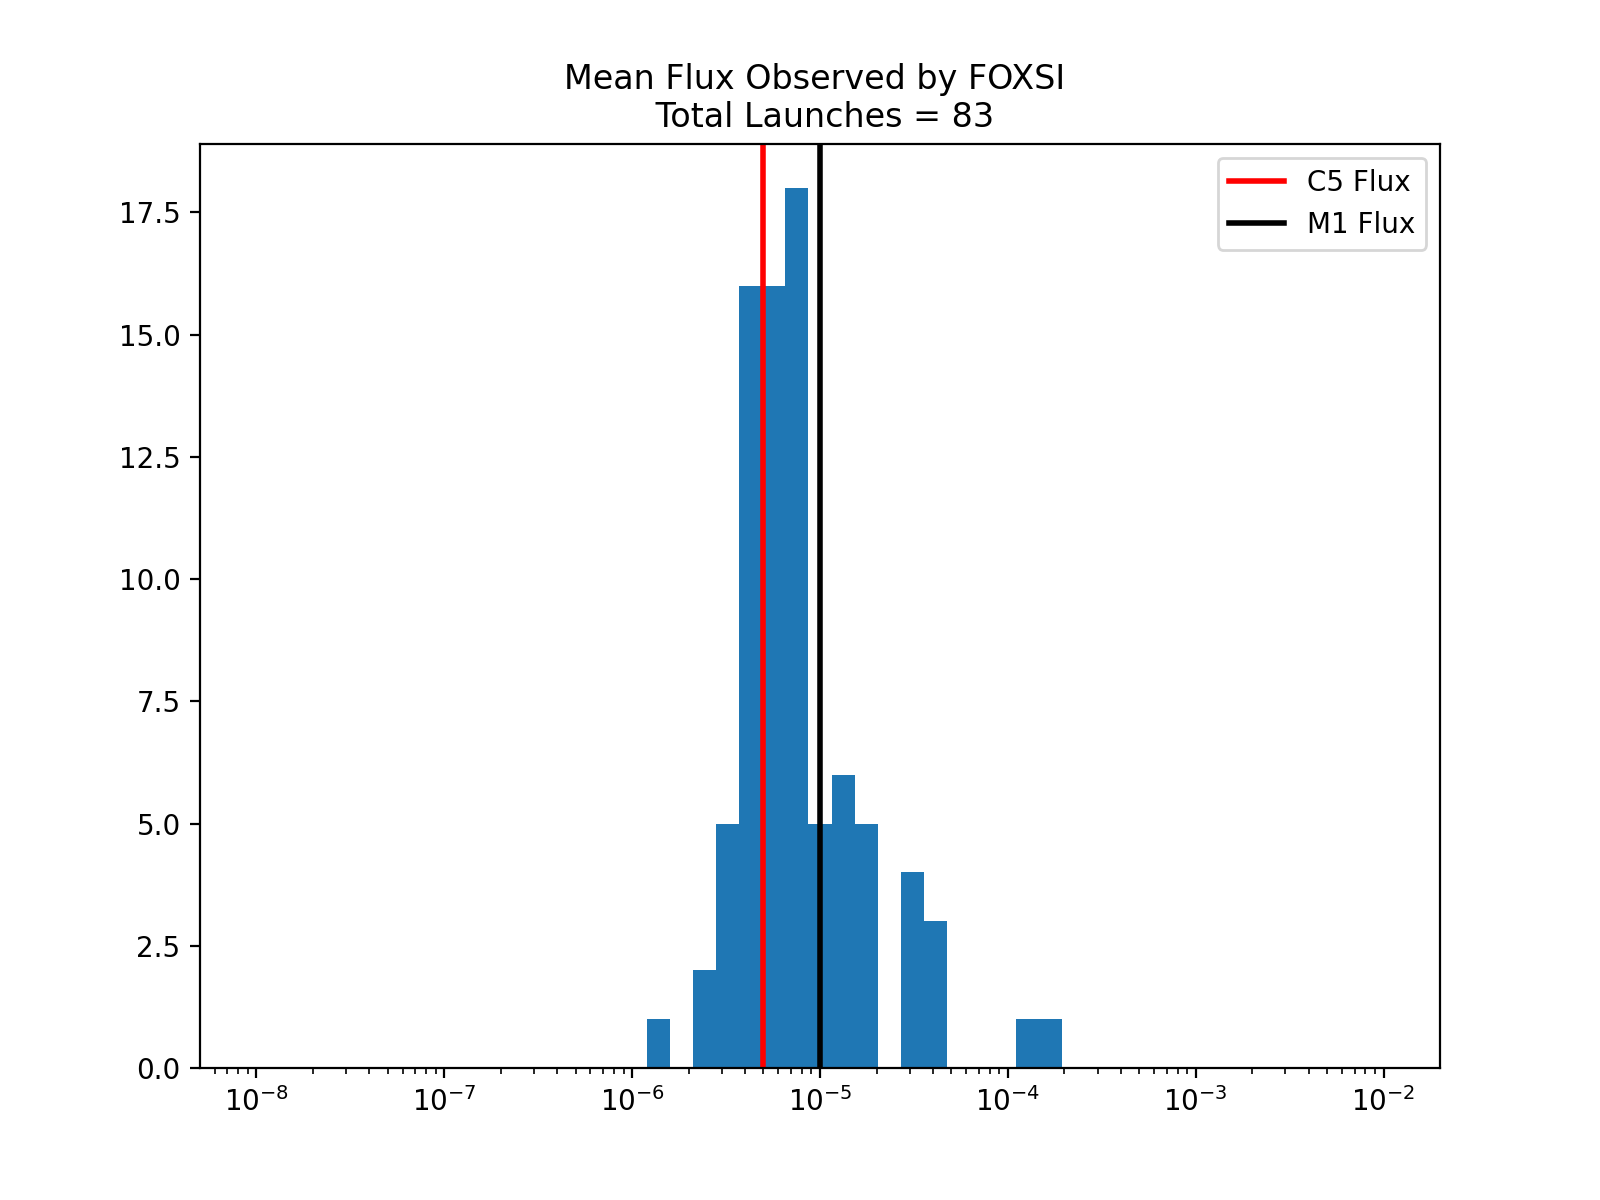 Mean Flux Observed by FOXSI
Total Launches = 83
C5 Flux
M1 Flux
17.5
15.0
12.5
10.0
7.5
5.0
2.5
0.0
10⁻⁸ 10⁻⁷ 10⁻⁶ 10⁻⁵ 10⁻⁴ 10⁻³ 10⁻²